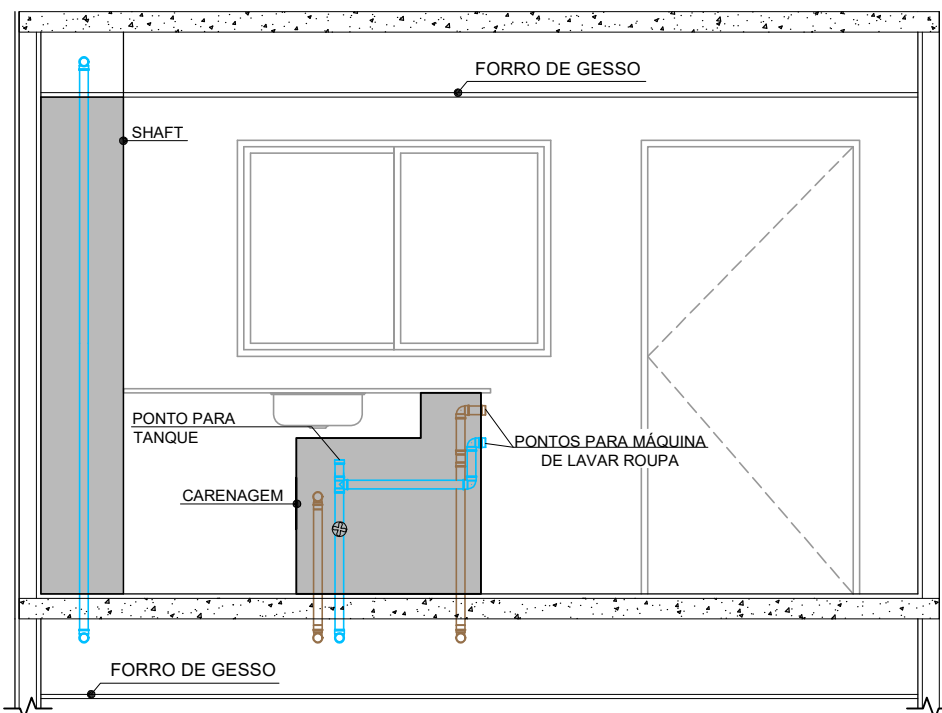 FORRO DE GESSO
SHAFT
PONTO PARA
TANQUE
PONTOS PARA MÁQUINA
DE LAVAR ROUPA
CARENAGEM
FORRO DE GESSO